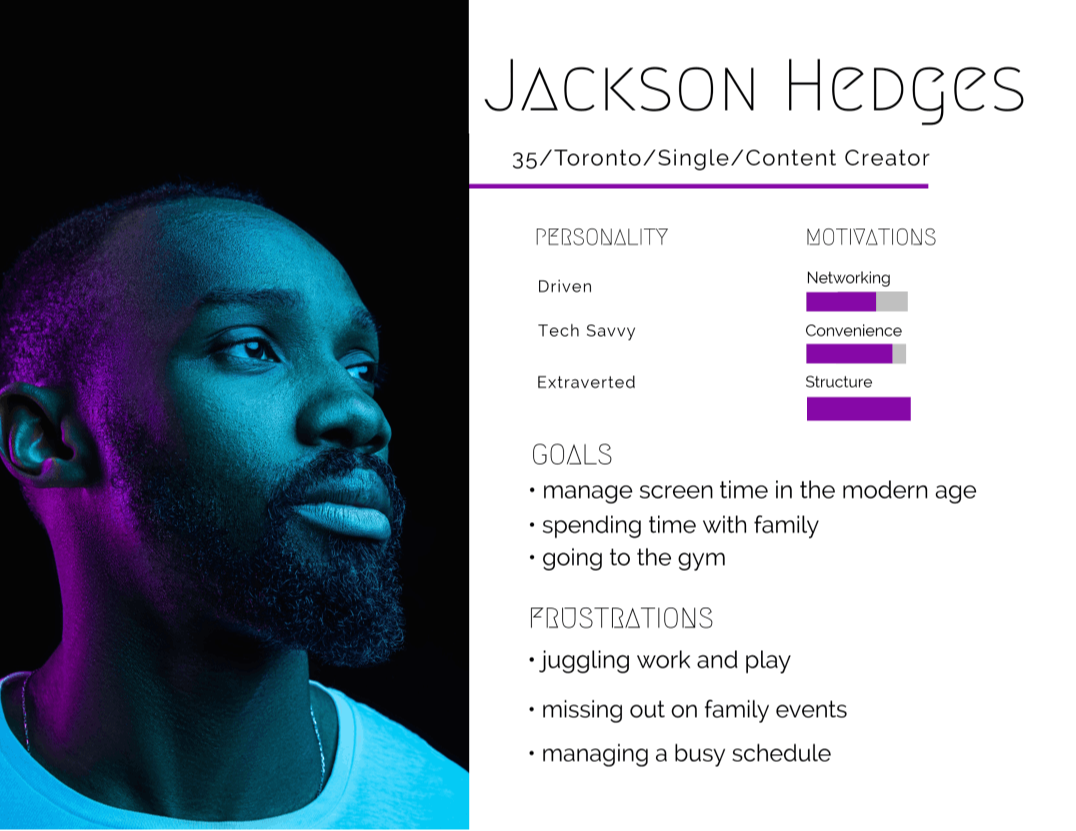 Jackson Hedges
35/Toronto/Single/Content Creator
PERSONALITY
Driven
Tech Savvy
Extraverted
MOTIVATIONS
Networking
Convenience
Structure
GOALS
• manage screen time in the modern age
• spending time with family
• going to the gym
FRUSTRATIONS
• juggling work and play
• missing out on family events
• managing a busy schedule